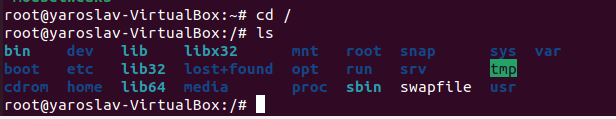 root@yaroslav-VirtualBox:~# cd /
root@yaroslav-VirtualBox:/# ls
bin dev lib libx32 mnt root snap sys var
boot etc lib32 lost+found opt run srv tmp
cdrom home lib64 media proc sbin swapfile usr
root@yaroslav-VirtualBox:/#